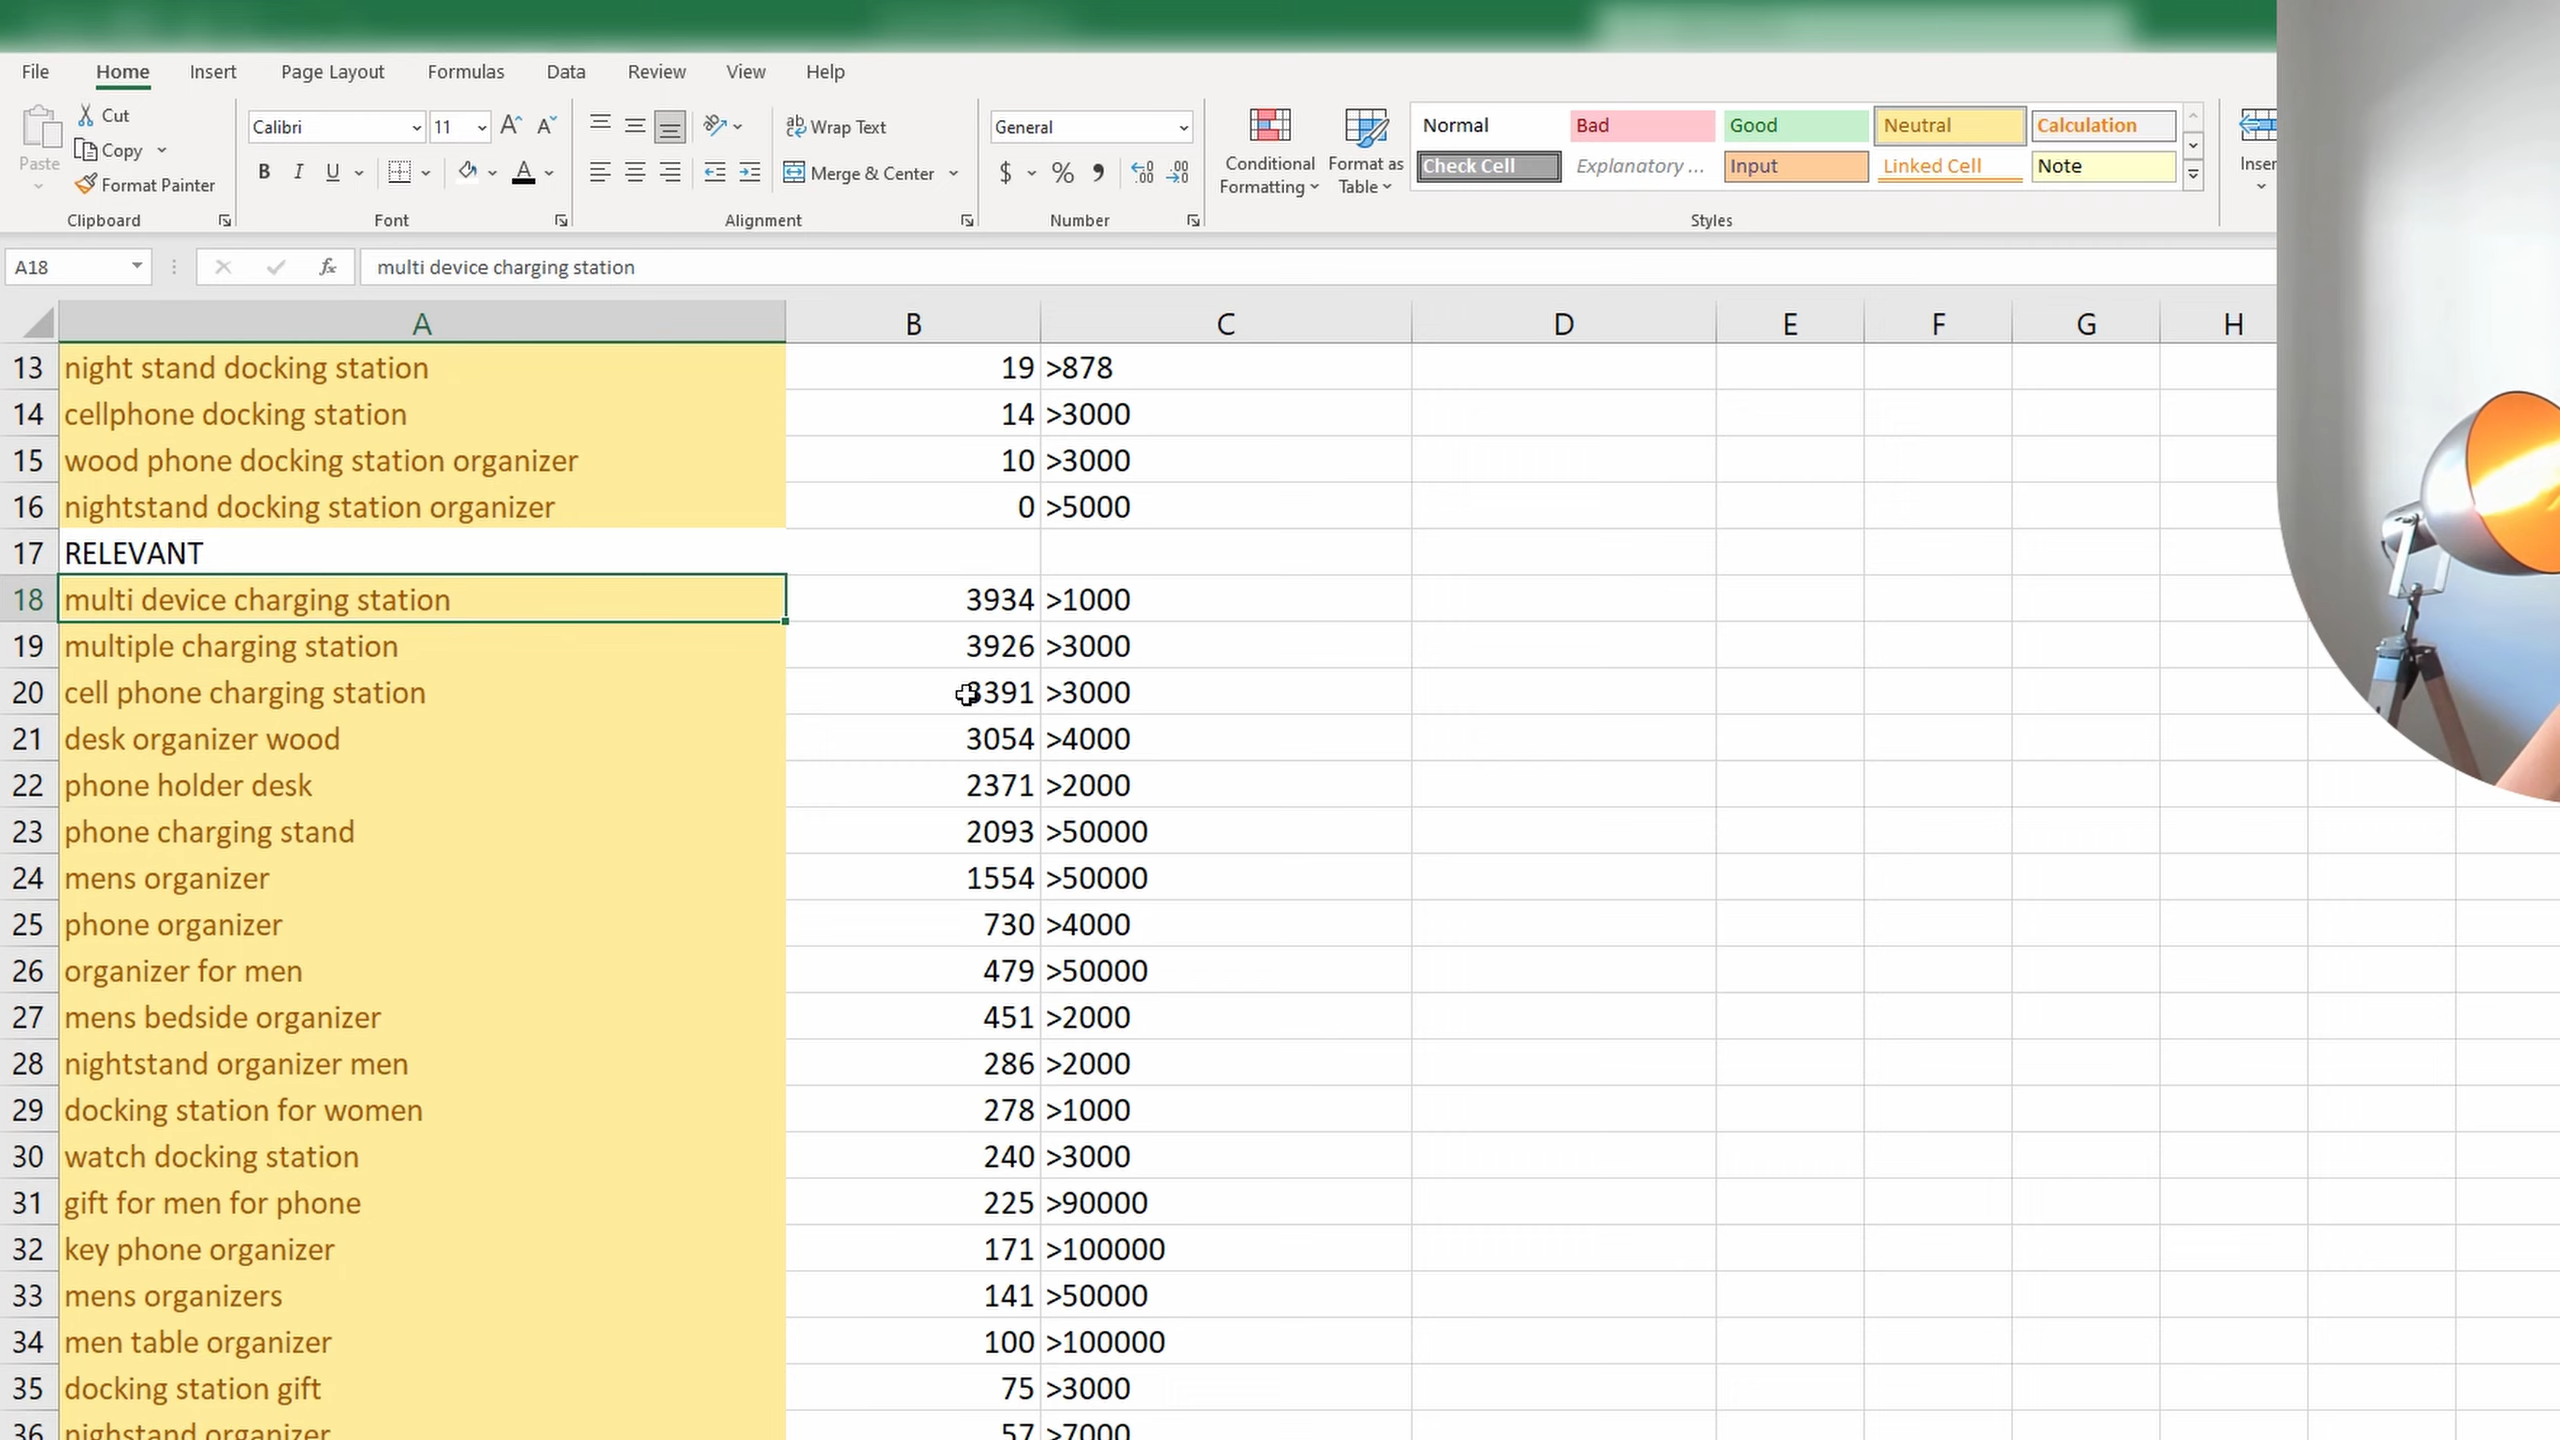 File Home Insert Page Layout Formulas Data Review View Help
Paste Cut Copy Format Painter Clipboard
Calibri 11 B I U Font
Wrap Text Merge & Center Alignment
General $ % Number
Conditional Formatting Format as Table
Normal Bad Good Neutral Calculation
Check Cell Explanatory ... Input Linked Cell Note
Styles
Inser
A18 fx multi device charging station
A B C D E F G H
13 night stand docking station 19 >878
14 cellphone docking station 14 >3000
15 wood phone docking station organizer 10 >3000
16 nightstand docking station organizer 0 >5000
17 RELEVANT
18 multi device charging station 3934 >1000
19 multiple charging station 3926 >3000
20 cell phone charging station 3391 >3000
21 desk organizer wood 3054 >4000
22 phone holder desk 2371 >2000
23 phone charging stand 2093 >50000
24 mens organizer 1554 >50000
25 phone organizer 730 >4000
26 organizer for men 479 >50000
27 mens bedside organizer 451 >2000
28 nightstand organizer men 286 >2000
29 docking station for women 278 >1000
30 watch docking station 240 >3000
31 gift for men for phone 225 >90000
32 key phone organizer 171 >100000
33 mens organizers 141 >50000
34 men table organizer 100 >100000
35 docking station gift 75 >3000
36 nighstand organizer 57 >7000